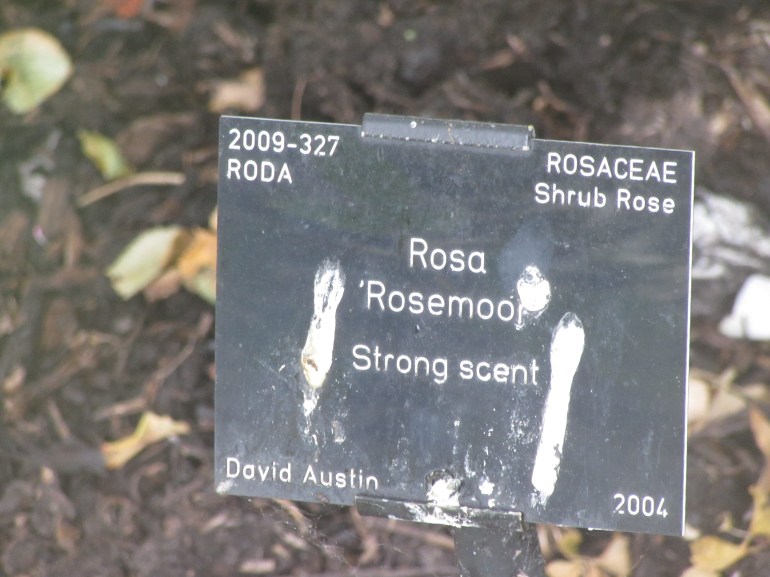 2009-327
RODA
ROSACEAE
Shrub Rose
Rosa
'Rosemoor
Strong scent
David Austin
2004